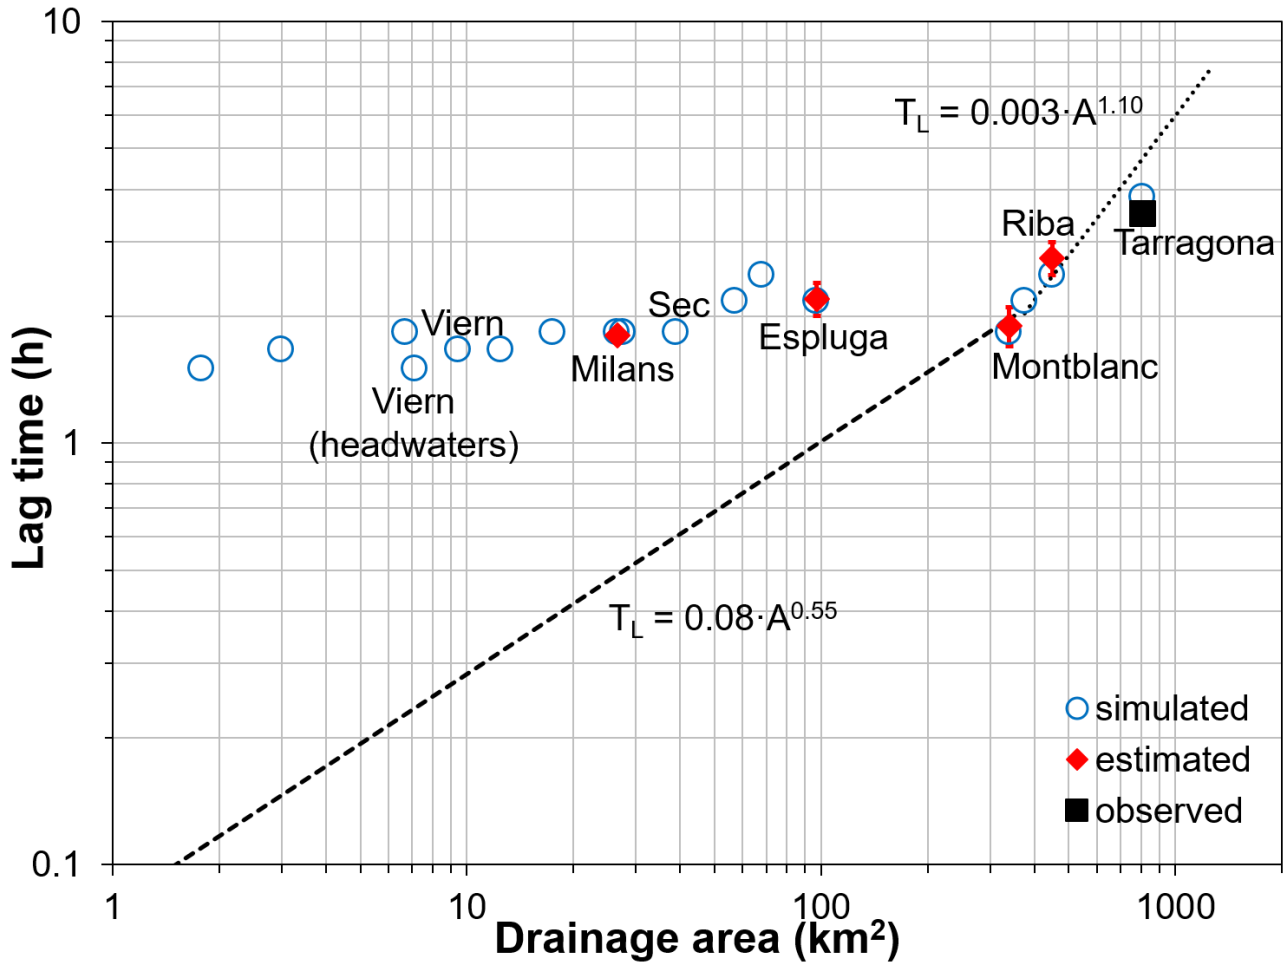 10
T_L = 0.003·A^1.10
Riba
Tarragona
Sec
Viern
Espluga
Milans
Montblanc
Viern
(headwaters)
1
Lag time (h)
T_L = 0.08·A^0.55
simulated
estimated
observed
0.1
1
10
100
1000
Drainage area (km²)